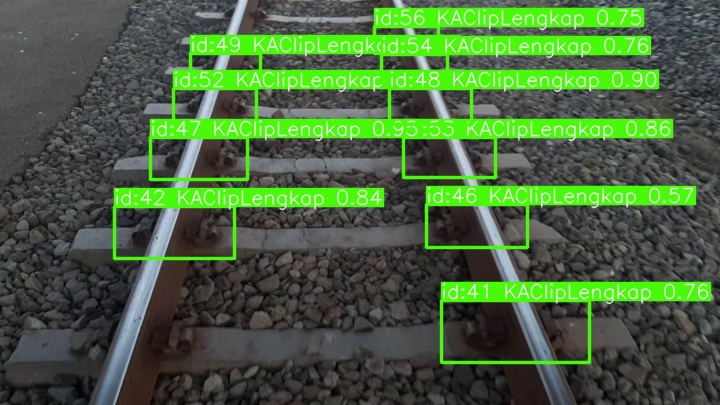 id:56 KAClipLengkap 0.75
id:49 KAClipLengk
id:54 KAClipLengkap 0.76
id:52 KAClipLengkap
id:48 KAClipLengkap 0.90
id:47 KAClipLengkap 0.95
:53 KAClipLengkap 0.86
id:42 KAClipLengkap 0.84
id:46 KAClipLengkap 0.57
id:41 KAClipLengkap 0.76